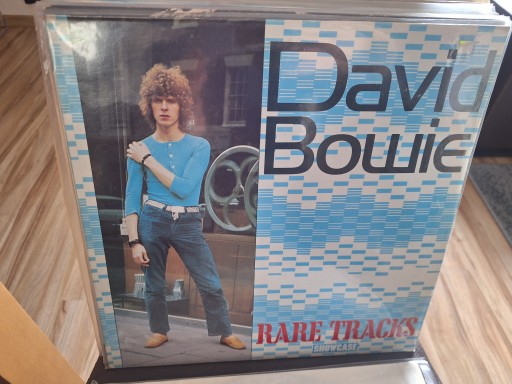 David
Bowie
RARE TRACKS
SHOWCASE